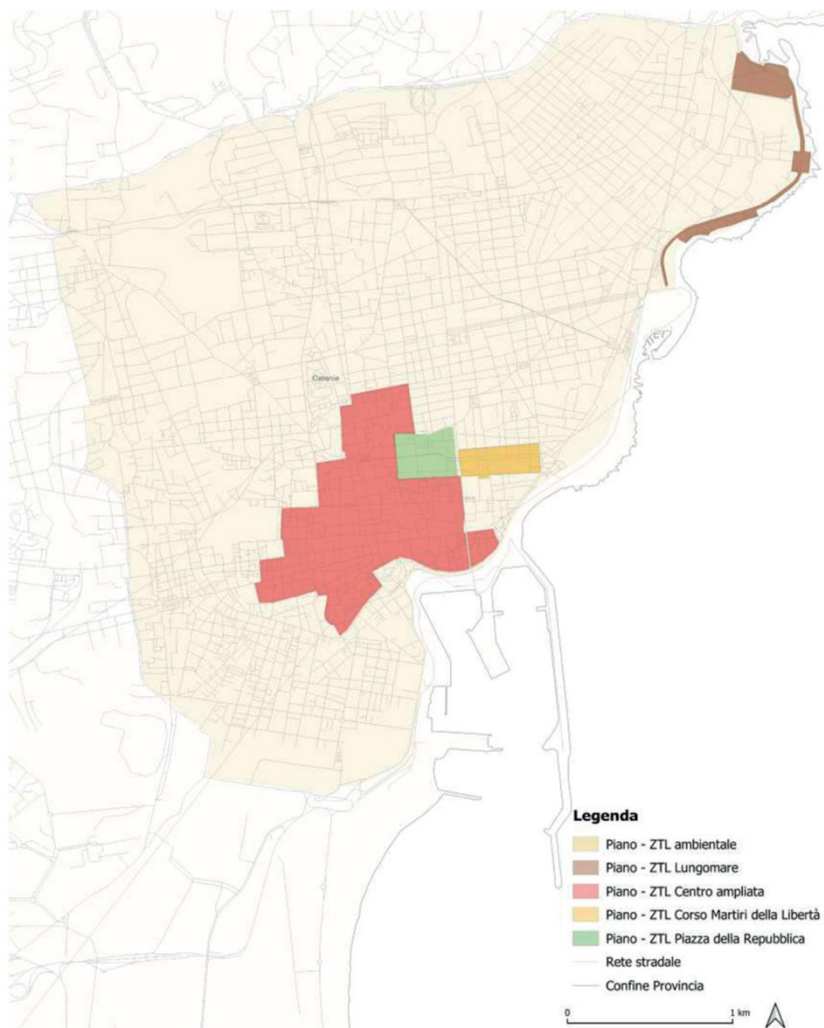 Catania
Legenda
Piano - ZTL ambientale
Piano - ZTL Lungomare
Piano - ZTL Centro ampliata
Piano - ZTL Corso Martiri della Libertà
Piano - ZTL Piazza della Repubblica
Rete stradale
Confine Provincia
0 1 km